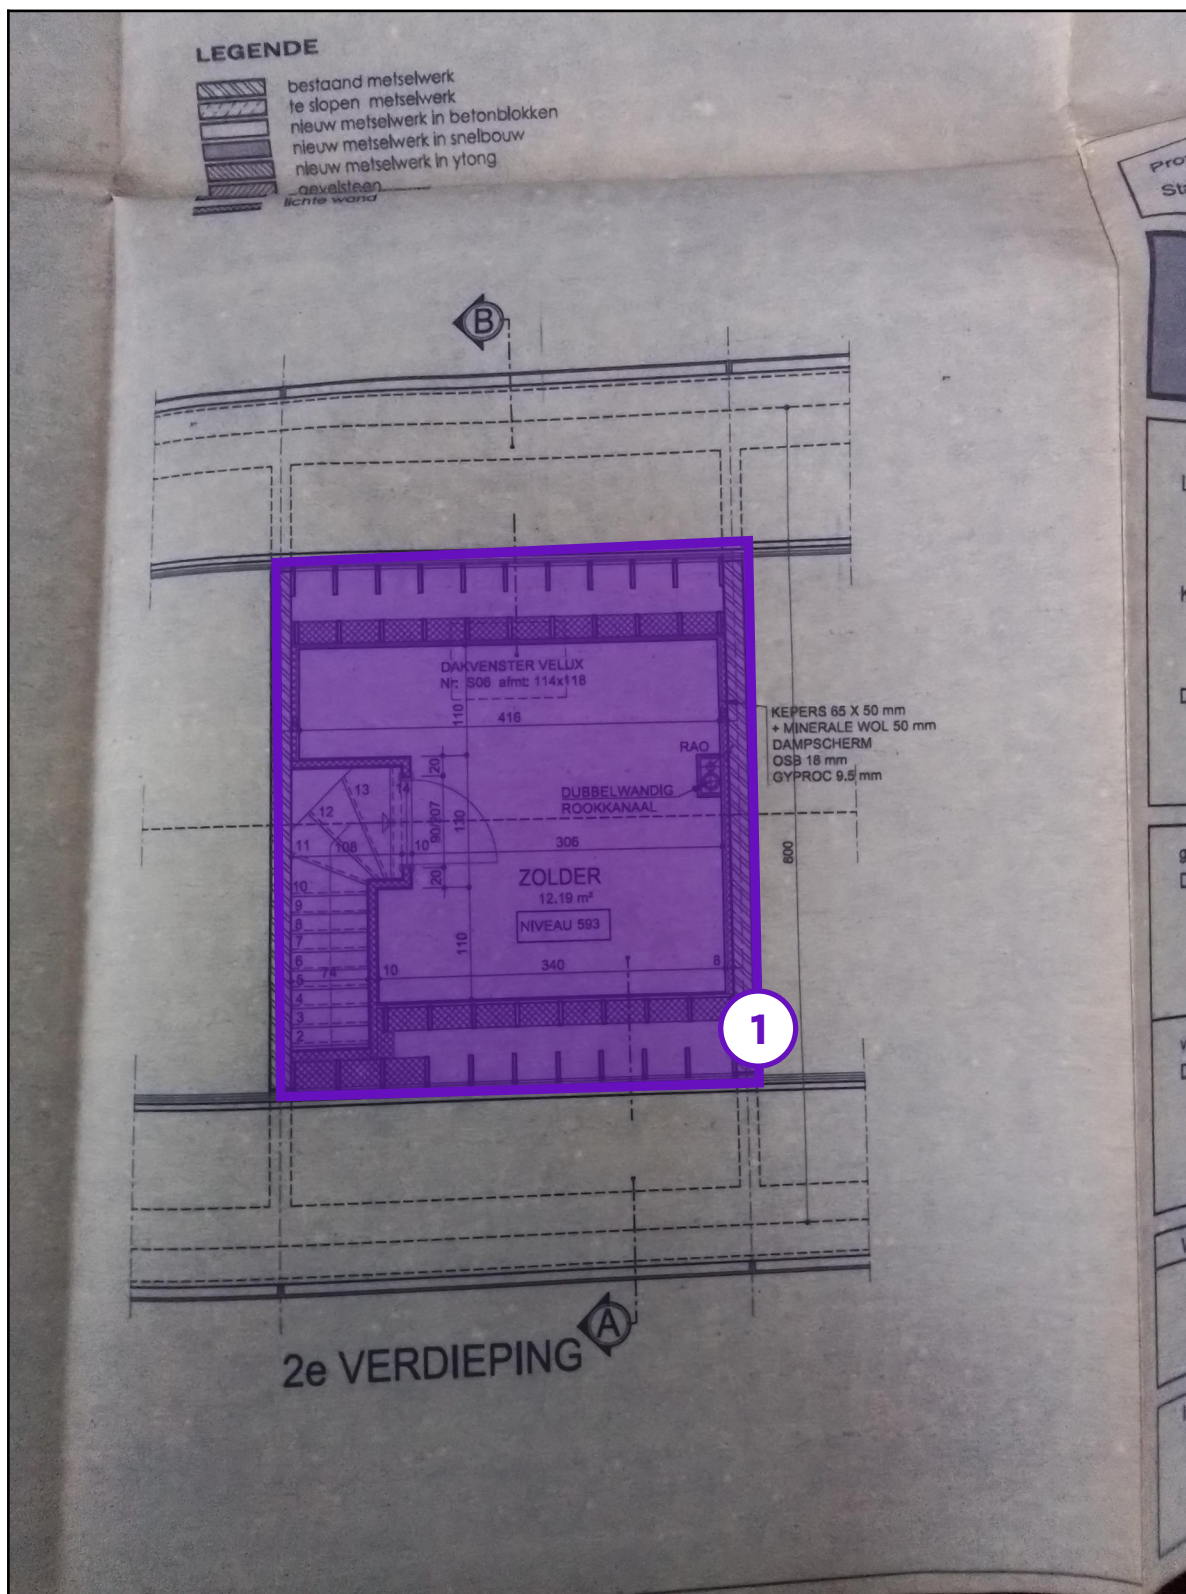 LEGENDE
bestaand metselwerk
te slopen metselwerk
nieuw metselwerk in betonblokken
nieuw metselwerk in snelbouw
nieuw metselwerk in ytong
gevelsteen
lichte wand
B
DAKVENSTER VELUX
Nr: S06 afmt: 114x118
110
416
KEPERS 65 X 50 mm
+ MINERALE WOL 50 mm
DAMPSCHERM
OSB 18 mm
GYPROC 9.5 mm
RAO
DUBBELWANDIG
ROOKKANAAL
20
90/207
130
20
14
13
12
11
108
10
306
800
ZOLDER
12.19 m²
NIVEAU 593
110
10
9
8
7
6
5
4
3
2
74
10
340
8
1
A
2e VERDIEPING